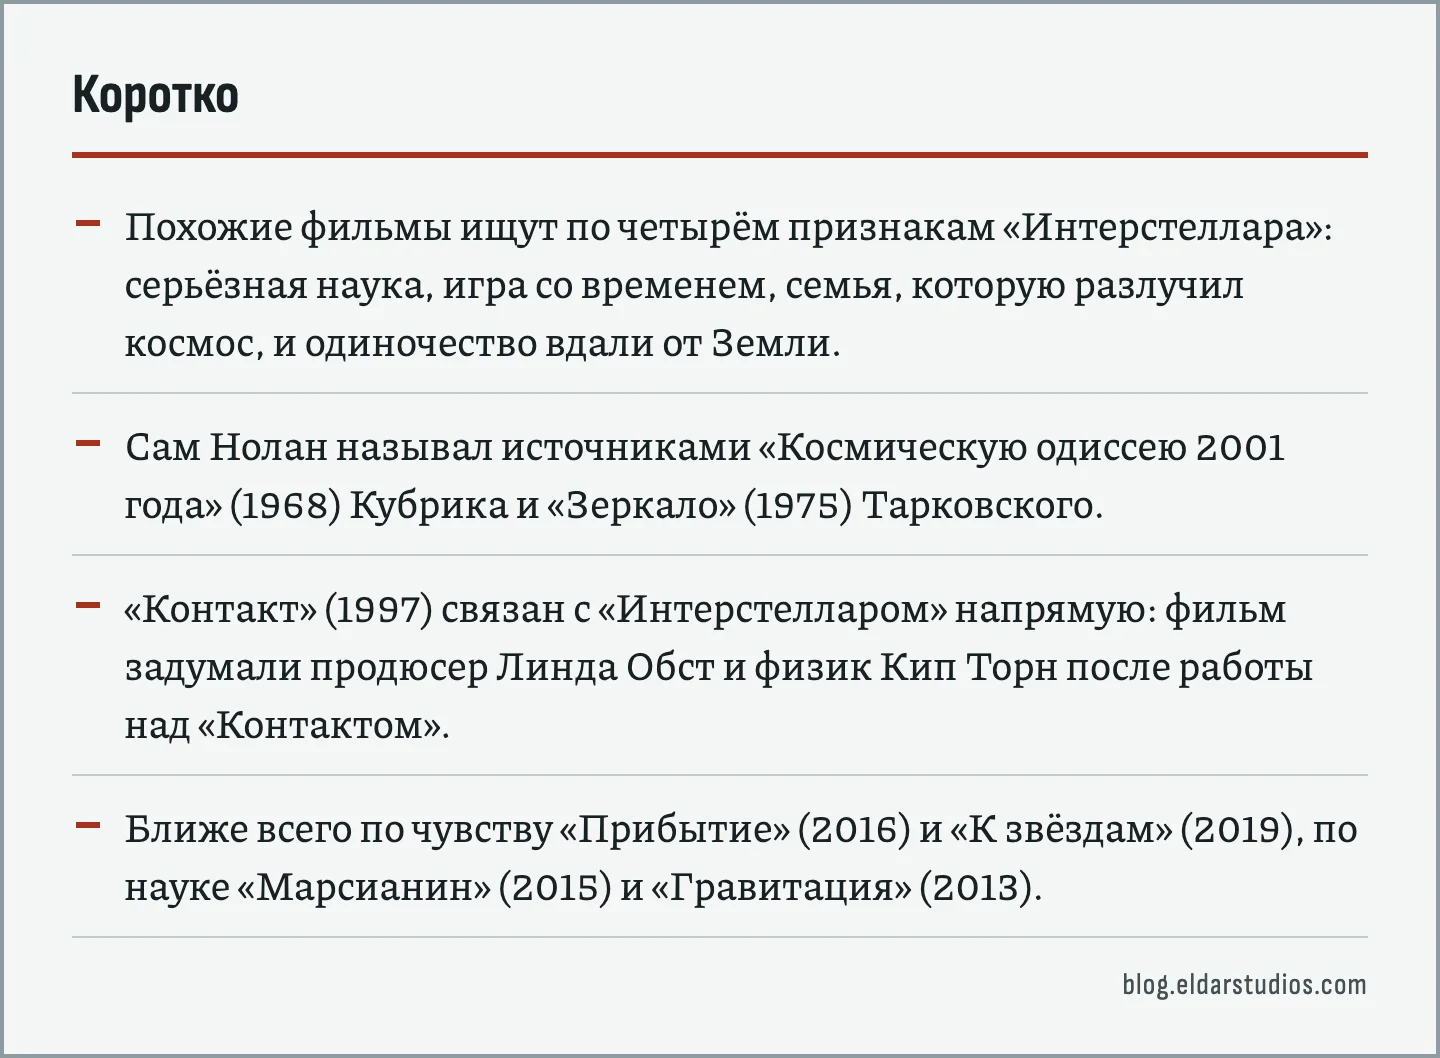 Коротко
Похожие фильмы ищут по четырём признакам «Интерстеллара»:
серьёзная наука, игра со временем, семья, которую разлучил
космос, и одиночество вдали от Земли.
Сам Нолан называл источниками «Космическую одиссею 2001
года» (1968) Кубрика и «Зеркало» (1975) Тарковского.
«Контакт» (1997) связан с «Интерстелларом» напрямую: фильм
задумали продюсер Линда Обст и физик Кип Торн после работы
над «Контактом».
Ближе всего по чувству «Прибытие» (2016) и «К звёздам» (2019), по
науке «Марсианин» (2015) и «Гравитация» (2013).
blog.eldarstudios.com